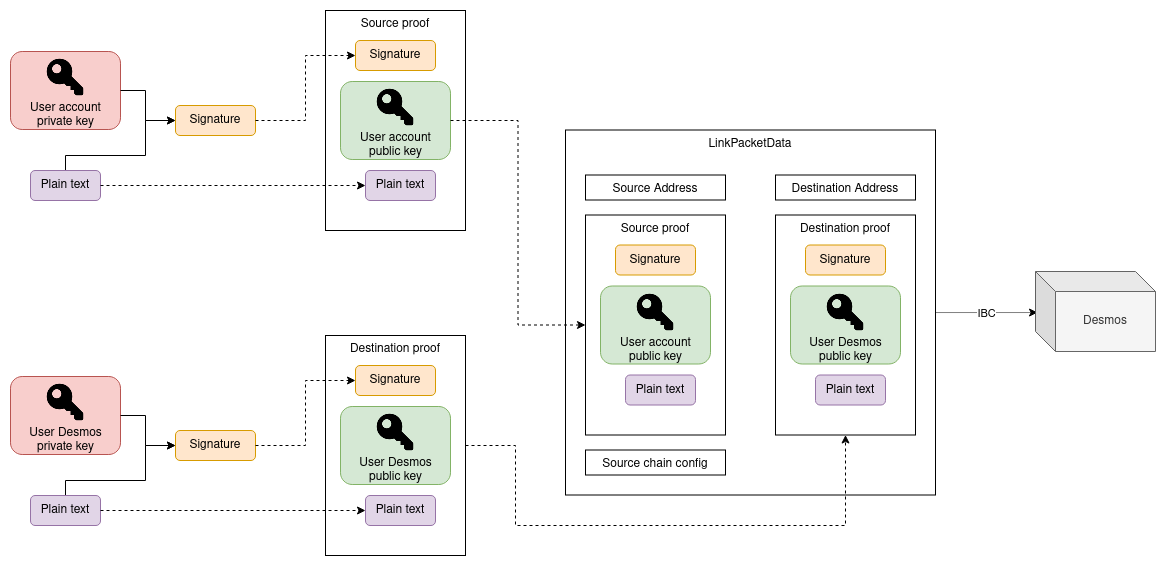 Source proof
Signature
User account
private key
Signature
User account
public key
Plain text
Plain text
Destination proof
Signature
User Desmos
private key
Signature
User Desmos
public key
Plain text
Plain text
LinkPacketData
Source Address
Destination Address
Source proof
Signature
User account
public key
Plain text
Destination proof
Signature
User Desmos
public key
Plain text
Source chain config
IBC
Desmos